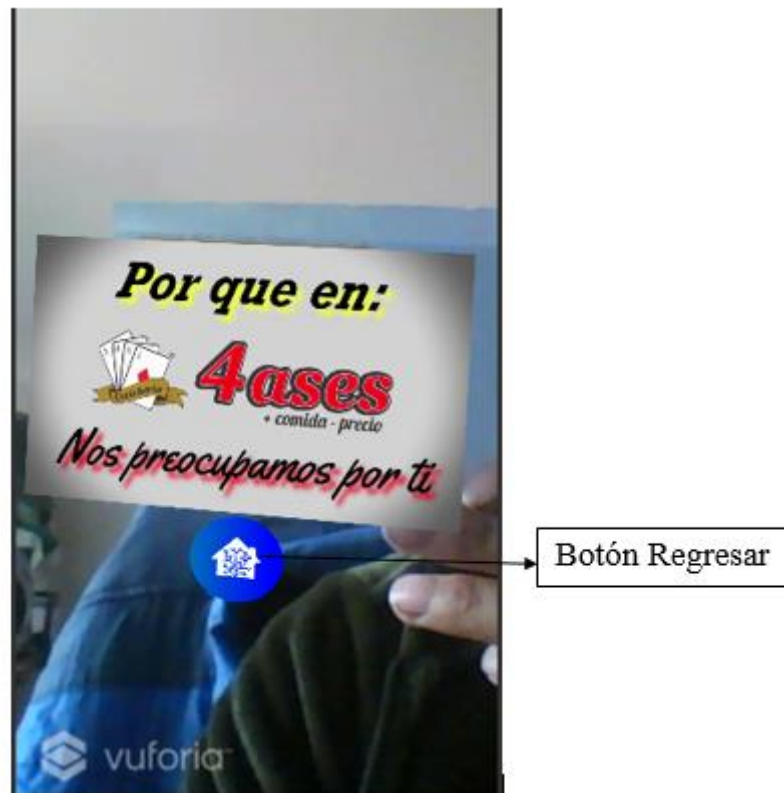 Por que en:
4ases
+ comida - precio
Nos preocupamos por ti
Botón Regresar
vuforia